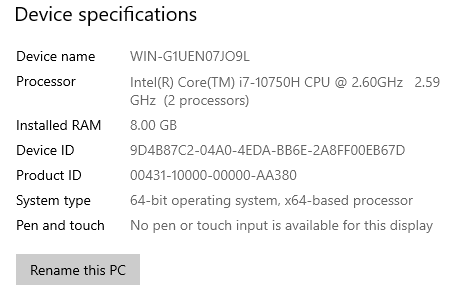 Device specifications
Device name WIN-G1UEN07JO9L
Processor Intel(R) Core(TM) i7-10750H CPU @ 2.60GHz 2.59
GHz (2 processors)
Installed RAM 8.00 GB
Device ID 9D4B87C2-04A0-4EDA-BB6E-2A8FF00EB67D
Product ID 00431-10000-00000-AA380
System type 64-bit operating system, x64-based processor
Pen and touch No pen or touch input is available for this display
Rename this PC